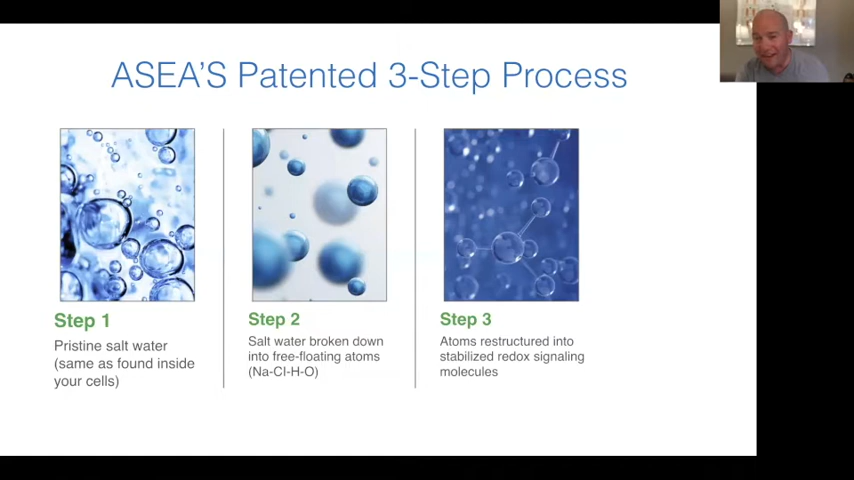 ASEA'S Patented 3-Step Process
Step 1
Pristine salt water
(same as found inside
your cells)
Step 2
Salt water broken down
into free-floating atoms
(Na-Cl-H-O)
Step 3
Atoms restructured into
stabilized redox signaling
molecules